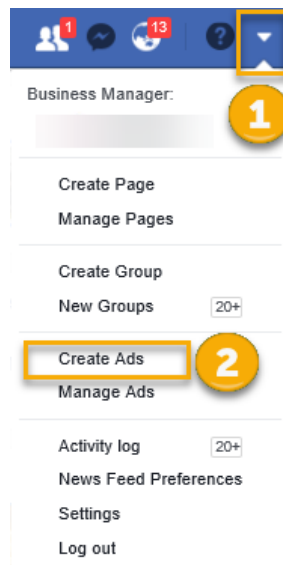 1 13 ?
Business Manager:
1
Create Page
Manage Pages
Create Group
New Groups 20+
Create Ads 2
Manage Ads
Activity log 20+
News Feed Preferences
Settings
Log out